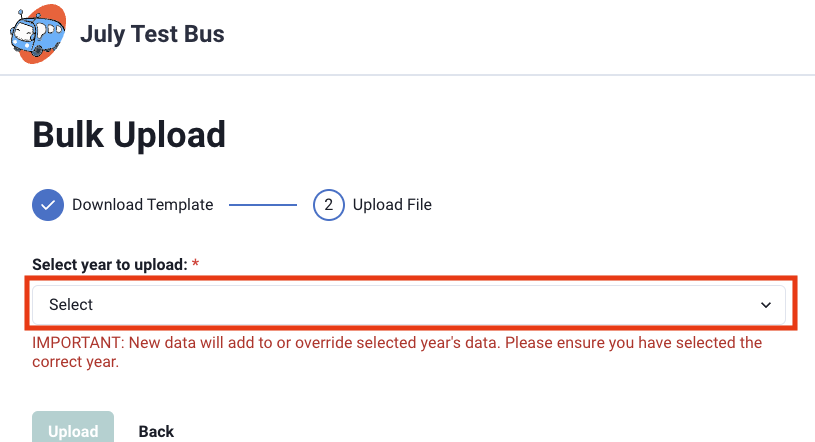 July Test Bus
Bulk Upload
Download Template
2 Upload File
Select year to upload: *
Select
IMPORTANT: New data will add to or override selected year's data. Please ensure you have selected the
correct year.
Upload Back